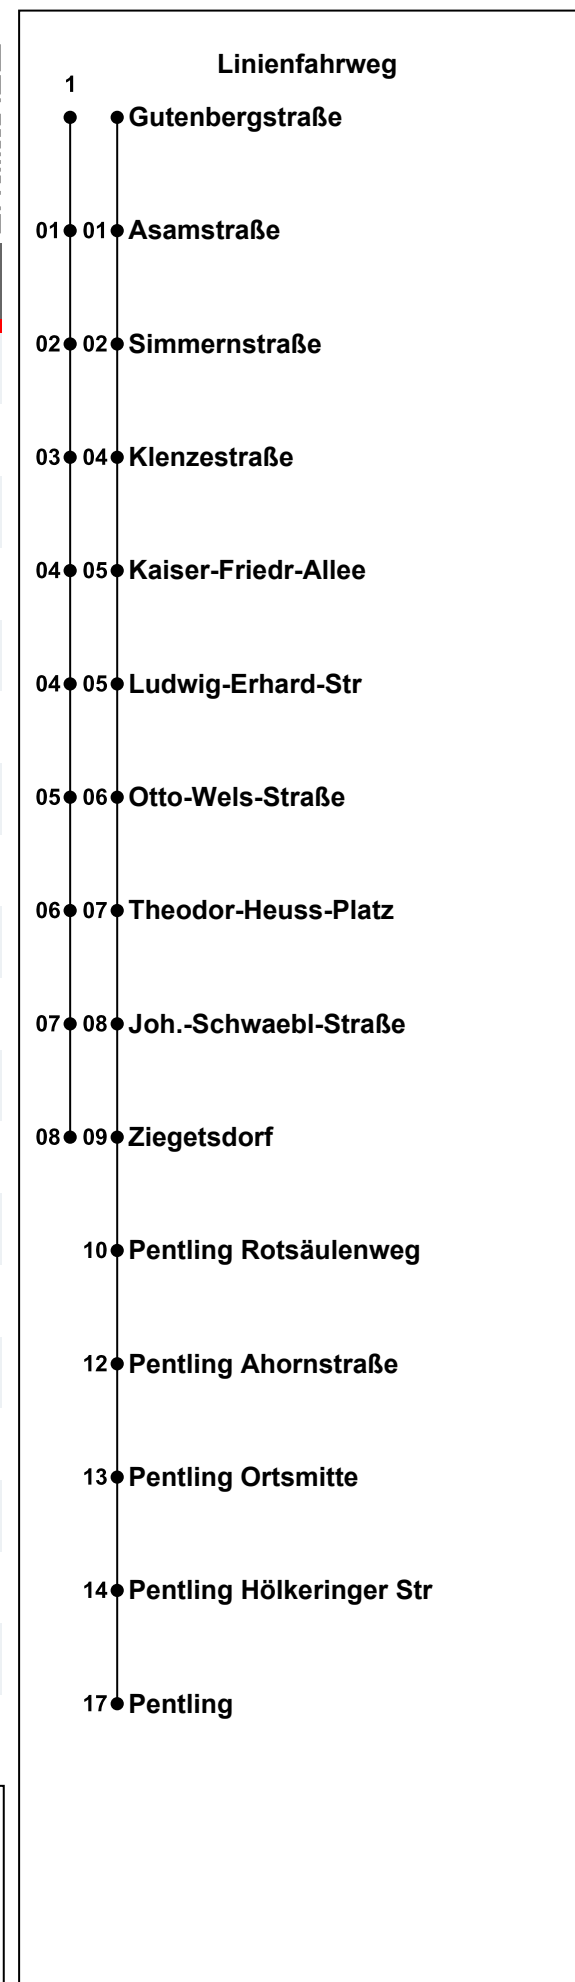 Linienfahrweg
1
Gutenbergstraße
01 01 Asamstraße
02 02 Simmernstraße
03 04 Klenzestraße
04 05 Kaiser-Friedr-Allee
04 05 Ludwig-Erhard-Str
05 06 Otto-Wels-Straße
06 07 Theodor-Heuss-Platz
07 08 Joh.-Schwaebl-Straße
08 09 Ziegetsdorf
10 Pentling Rotsäulenweg
12 Pentling Ahornstraße
13 Pentling Ortsmitte
14 Pentling Hölkeringer Str
17 Pentling